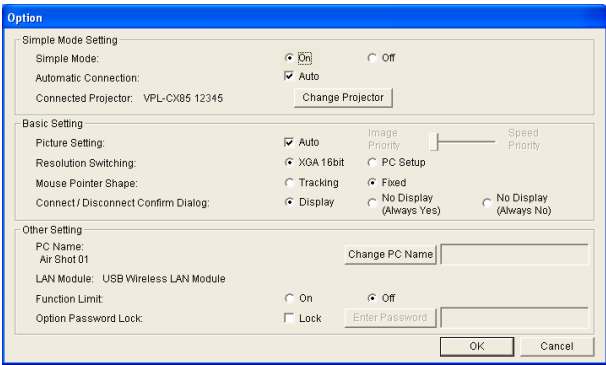 Option
Simple Mode Setting
Simple Mode: On Off
Automatic Connection: Auto
Connected Projector: VPL-CX85 12345 Change Projector
Basic Setting
Picture Setting: Auto Image Priority Speed Priority
Resolution Switching: XGA 16bit PC Setup
Mouse Pointer Shape: Tracking Fixed
Connect / Disconnect Confirm Dialog: Display No Display (Always Yes) No Display (Always No)
Other Setting
PC Name:
Air Shot 01 Change PC Name
LAN Module: USB Wireless LAN Module
Function Limit: On Off
Option Password Lock: Lock Enter Password
OK Cancel